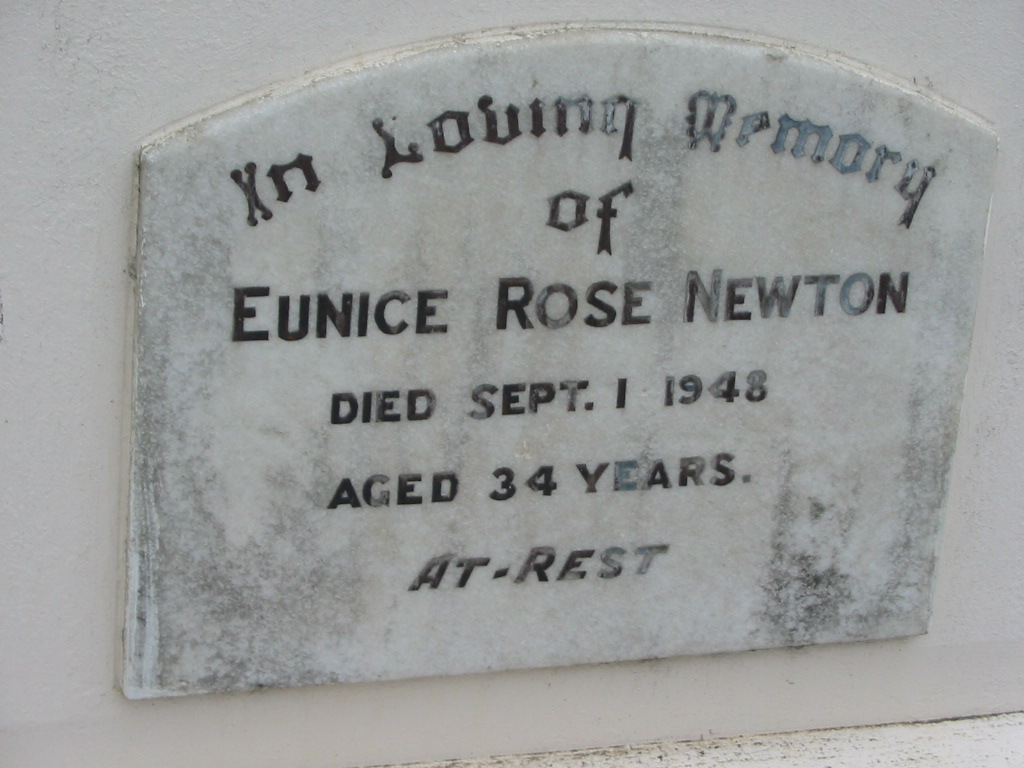 In Loving Memory
of
EUNICE ROSE NEWTON
DIED SEPT. 1 1948
AGED 34 YEARS.
AT-REST